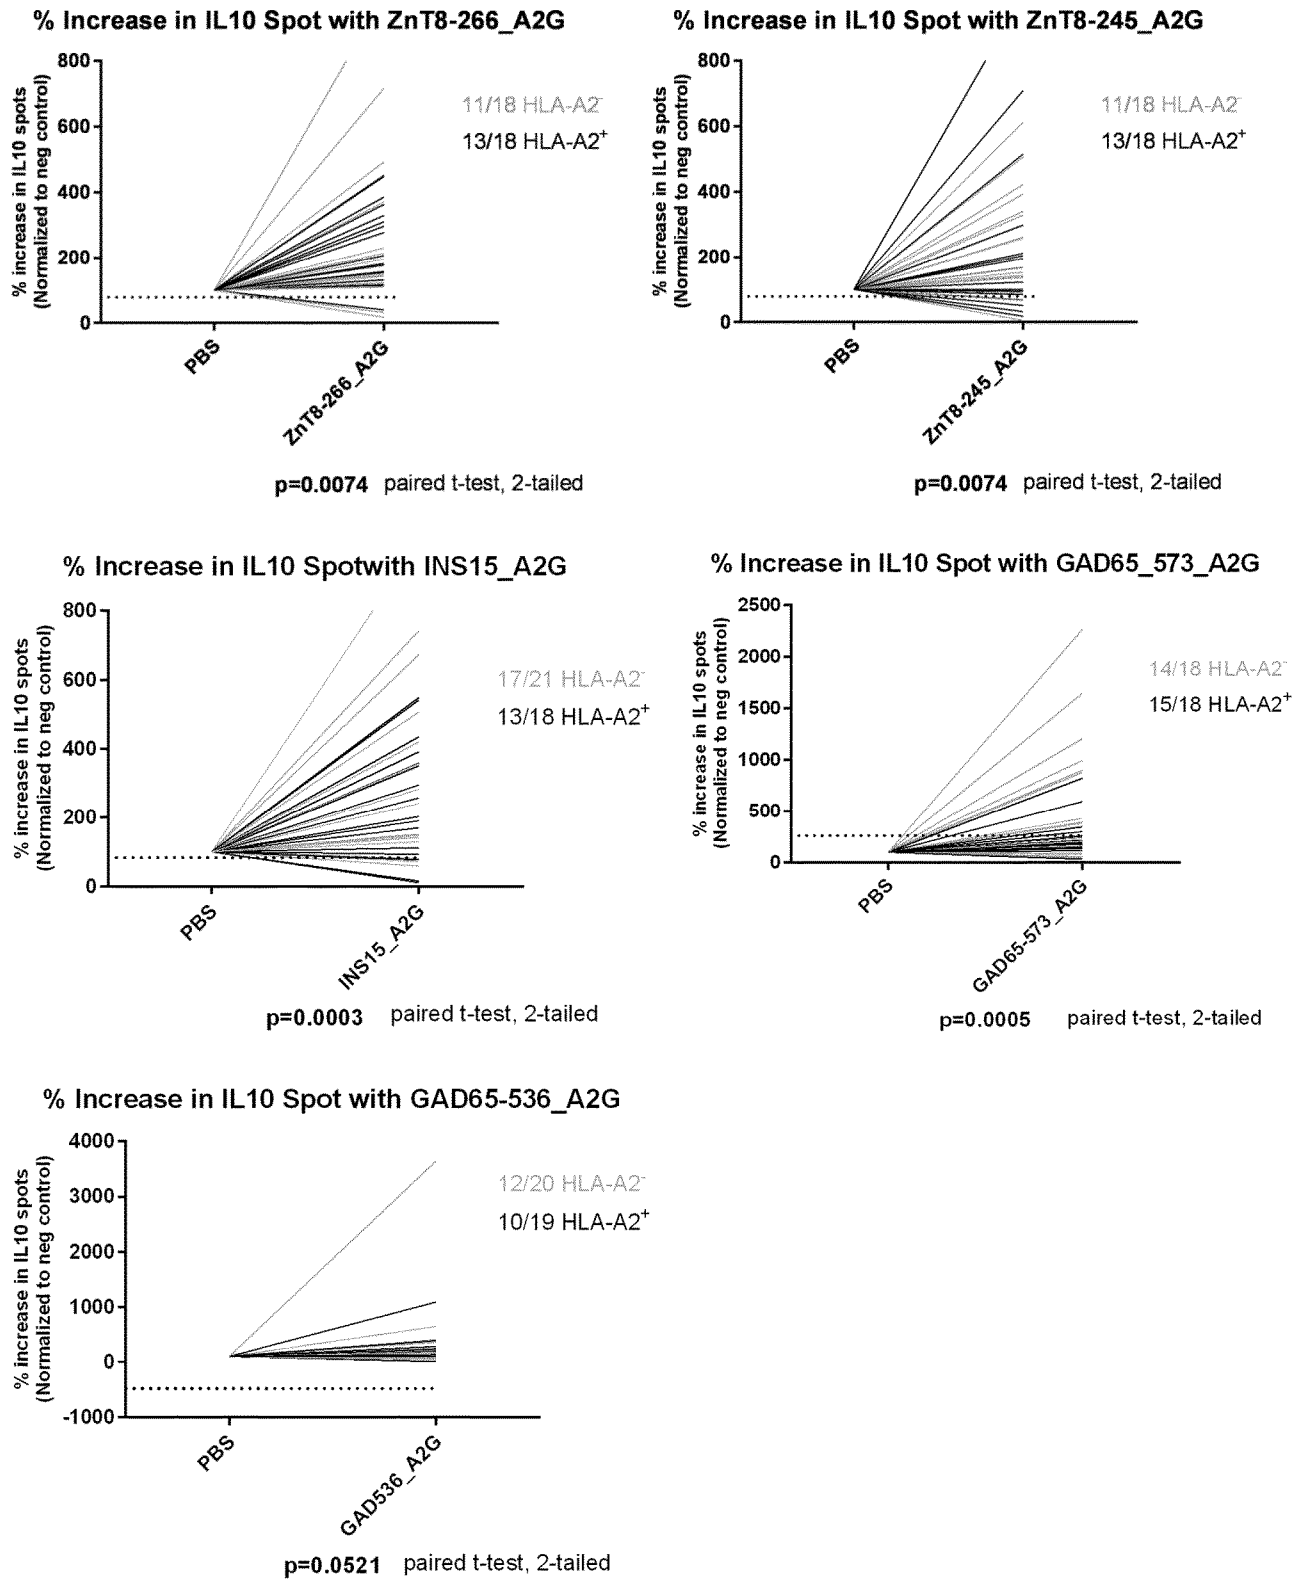 % Increase in IL10 Spot with ZnT8-266_A2G
% increase in IL10 spots
(Normalized to neg control)
800
600
400
200
0
11/18 HLA-A2-
13/18 HLA-A2+
PBS
ZnT8-266_A2G
p=0.0074 paired t-test, 2-tailed
% Increase in IL10 Spot with ZnT8-245_A2G
% increase in IL10 spots
(Normalized to neg control)
800
600
400
200
0
11/18 HLA-A2-
13/18 HLA-A2+
PBS
ZnT8-245_A2G
p=0.0074 paired t-test, 2-tailed
% Increase in IL10 Spotwith INS15_A2G
% increase in IL10 spots
(Normalized to neg control)
800
600
400
200
0
17/21 HLA-A2-
13/18 HLA-A2+
PBS
INS15_A2G
p=0.0003 paired t-test, 2-tailed
% Increase in IL10 Spot with GAD65_573_A2G
% increase in IL10 spots
(Normalized to neg control)
2500
2000
1500
1000
500
0
14/18 HLA-A2-
15/18 HLA-A2+
PBS
GAD65-573_A2G
p=0.0005 paired t-test, 2-tailed
% Increase in IL10 Spot with GAD65-536_A2G
% increase in IL10 spots
(Normalized to neg control)
4000
3000
2000
1000
0
-1000
12/20 HLA-A2-
10/19 HLA-A2+
PBS
GAD536_A2G
p=0.0521 paired t-test, 2-tailed